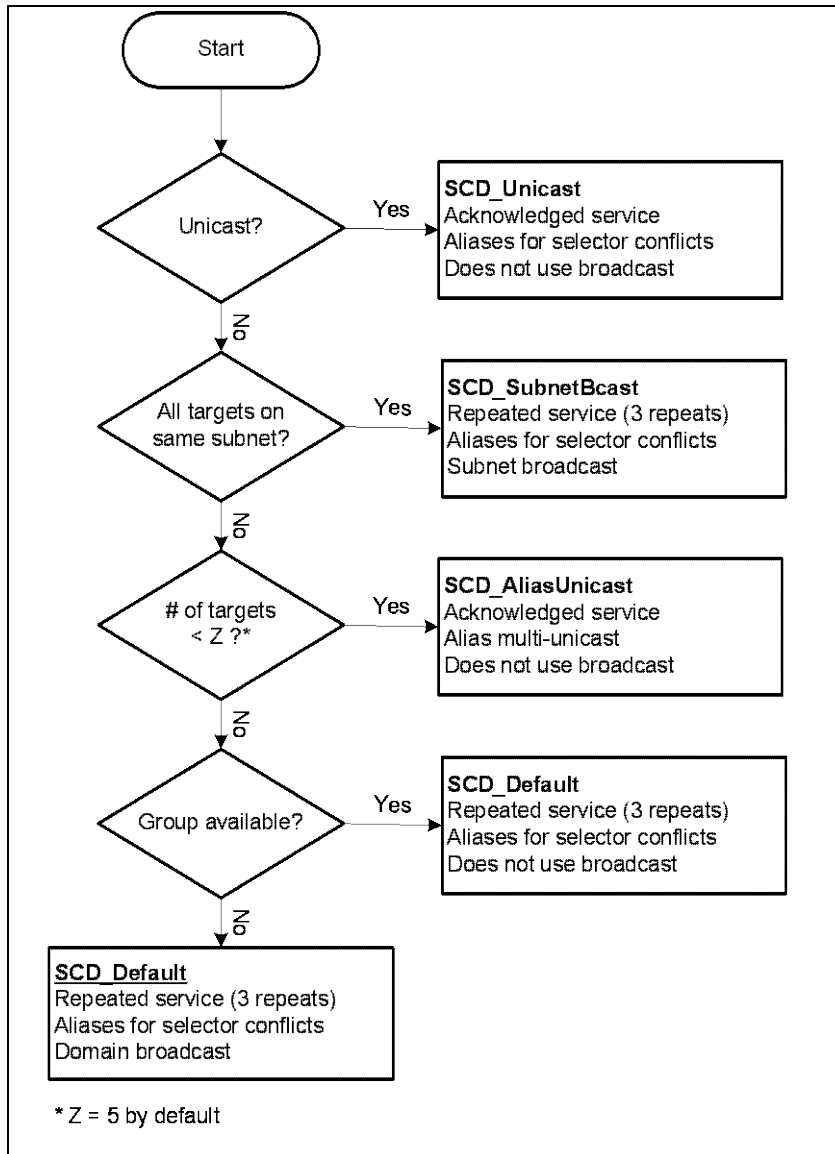 Start
Unicast?
Yes
SCD_Unicast
Acknowledged service
Aliases for selector conflicts
Does not use broadcast
No
All targets on
same subnet?
Yes
SCD_SubnetBcast
Repeated service (3 repeats)
Aliases for selector conflicts
Subnet broadcast
No
# of targets
< Z ?*
Yes
SCD_AliasUnicast
Acknowledged service
Alias multi-unicast
Does not use broadcast
No
Group available?
Yes
SCD_Default
Repeated service (3 repeats)
Aliases for selector conflicts
Does not use broadcast
No
SCD_Default
Repeated service (3 repeats)
Aliases for selector conflicts
Domain broadcast
* Z = 5 by default